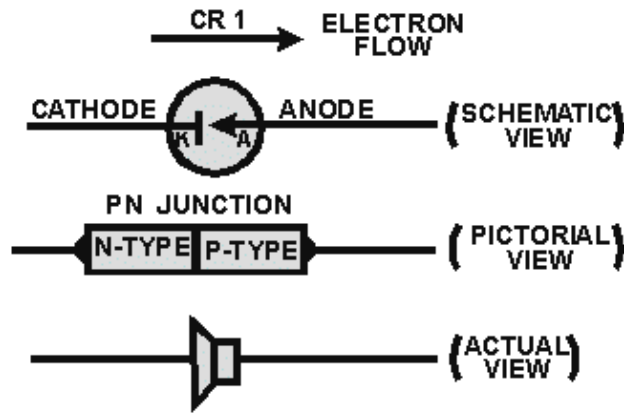 CR 1
ELECTRON
FLOW
CATHODE
ANODE
K
A
(SCHEMATIC
VIEW)
PN JUNCTION
N-TYPE
P-TYPE
(PICTORIAL
VIEW)
(ACTUAL
VIEW)